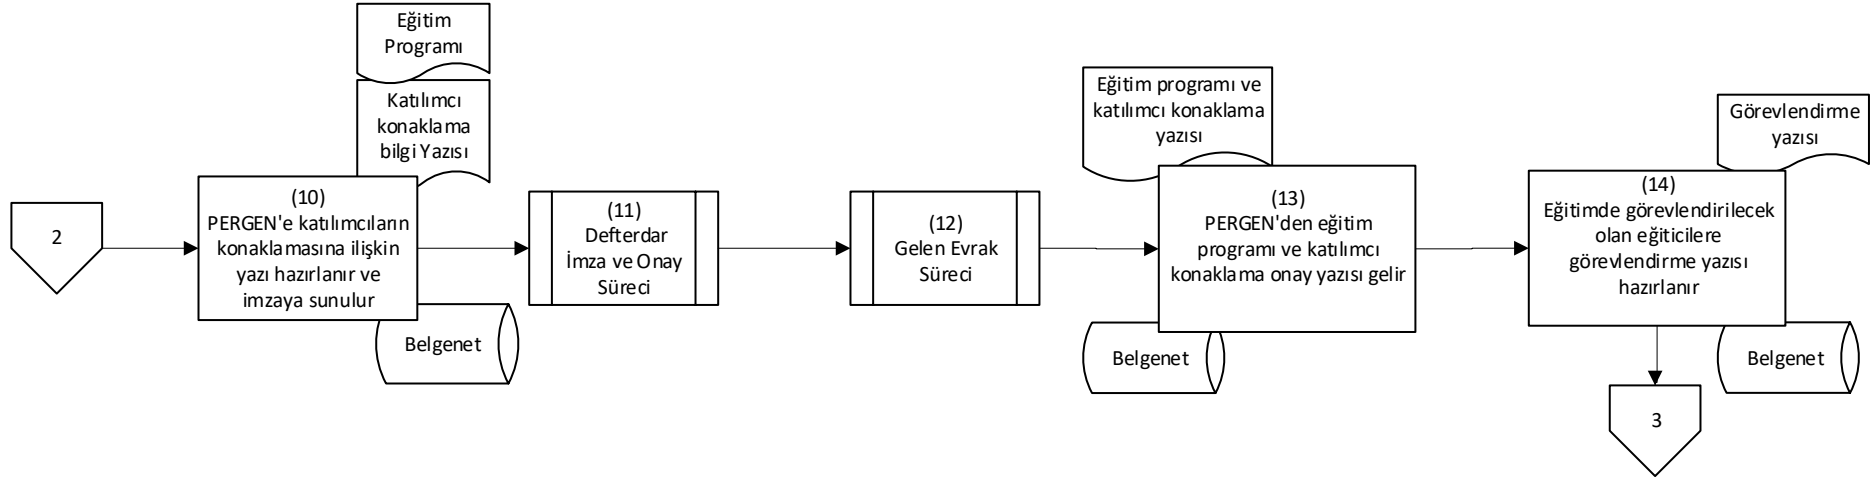 Eğitim
Programı
Katılımcı
konaklama
bilgi Yazısı
2
(10)
PERGEN'e katılımcıların
konaklamasına ilişkin
yazı hazırlanır ve
imzaya sunulur
Belgenet
(11)
Defterdar
İmza ve Onay
Süreci
(12)
Gelen Evrak
Süreci
Eğitim programı ve
katılımcı konaklama
yazısı
(13)
PERGEN'den eğitim
programı ve katılımcı
konaklama onay yazısı gelir
Belgenet
Görevlendirme
yazısı
(14)
Eğitimde görevlendirilecek
olan eğiticilere
görevlendirme yazısı
hazırlanır
Belgenet
3